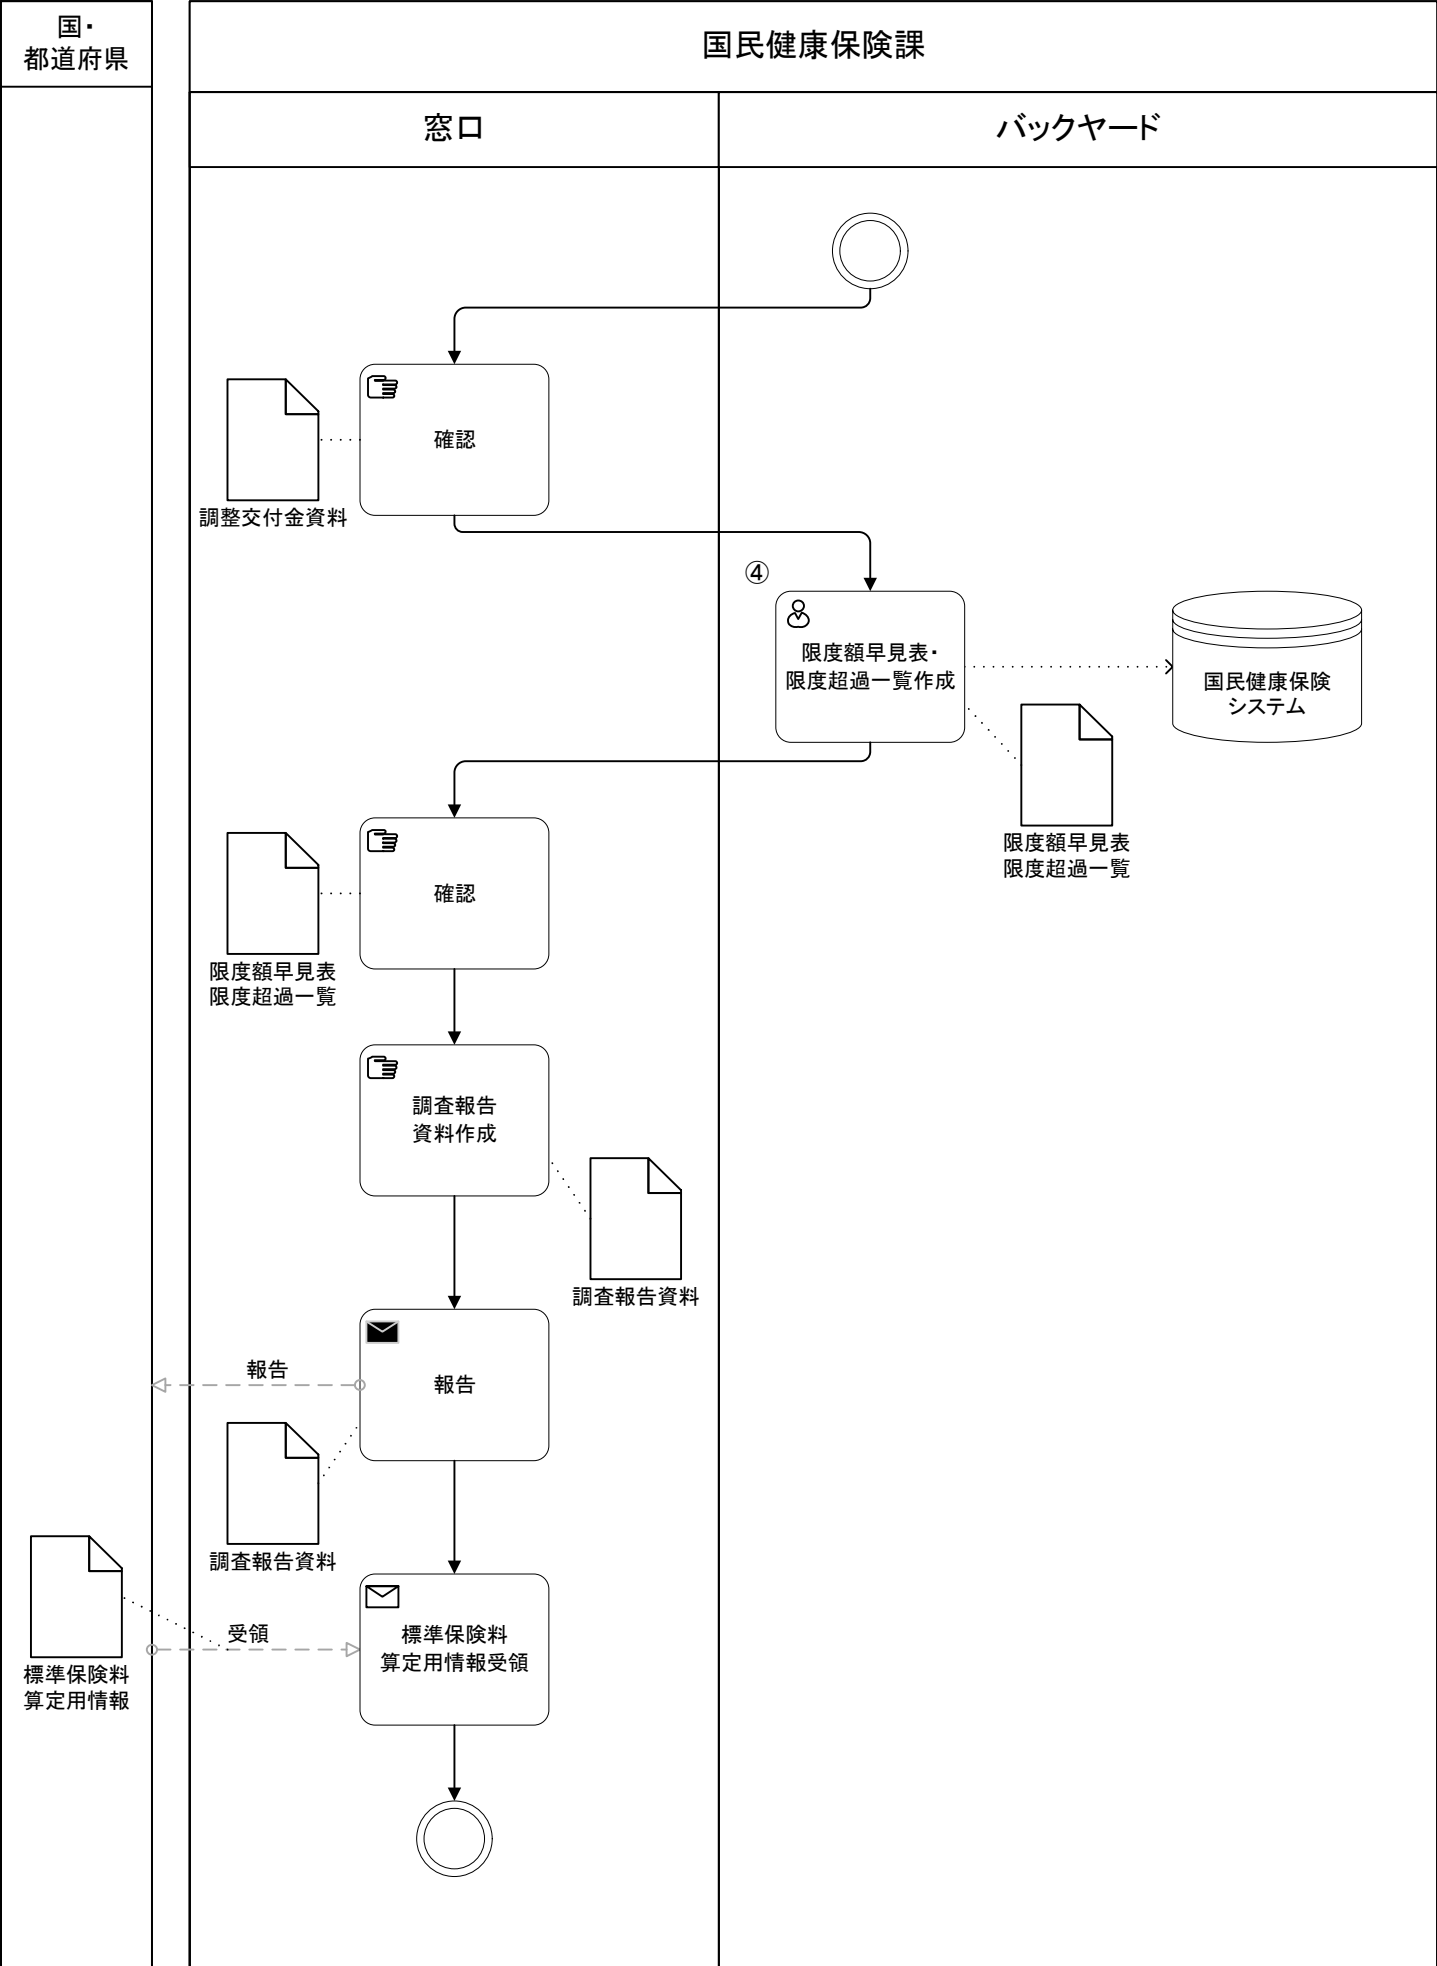 国・
都道府県
国民健康保険課
窓口
バックヤード
確認
調整交付金資料
④
限度額早見表・
限度超過一覧作成
国民健康保険
システム
限度額早見表
限度超過一覧
確認
限度額早見表
限度超過一覧
調査報告
資料作成
調査報告資料
報告
報告
調査報告資料
受領
標準保険料
算定用情報受領
標準保険料
算定用情報